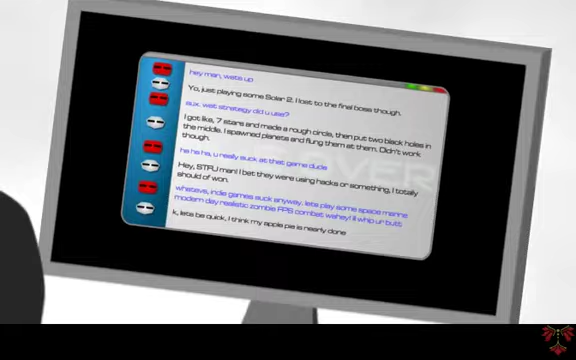 hey man, wats up
Yo, just playing some Solar 2. I lost to the final boss though.
sux. wat strategy did u use?
I got like, 7 stars and made a rough circle, then put two black holes in
the middle. I spawned planets and flung them at them. Didn't work
though.
ha ha ha, u really suck at that game dude
Hey, STFU man! I bet they were using hacks or something, I totally
should of won.
whateva, indie games suck anyway. lets play some space marine
modern day realistic zombie FPS combat wahey! ill whip ur butt
k, lets be quick, I think my apple pie is nearly done